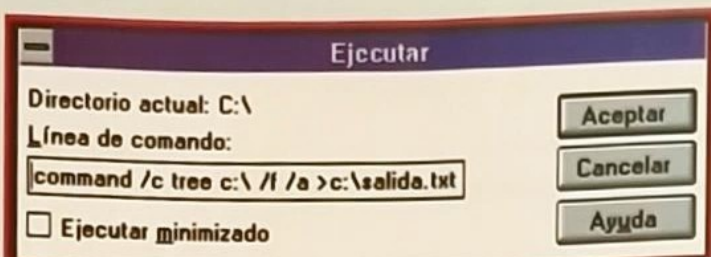 Ejecutar
Directorio actual: C:\
Línea de comando:
command /c tree c:\ /f /a >c:\salida.txt
Ejecutar minimizado
Aceptar
Cancelar
Ayuda